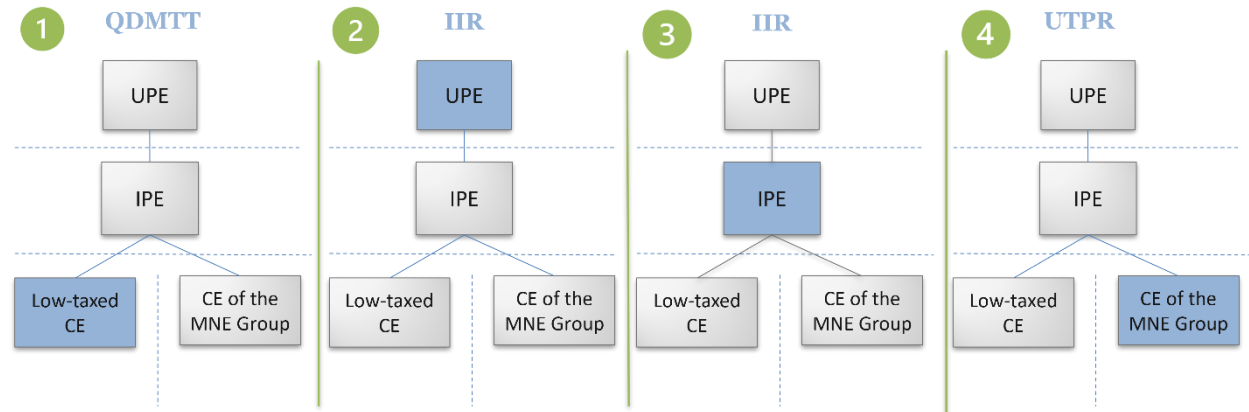 1 QDMTT
UPE
IPE
Low-taxed
CE
CE of the
MNE Group
2 IIR
UPE
IPE
Low-taxed
CE
CE of the
MNE Group
3 IIR
UPE
IPE
Low-taxed
CE
CE of the
MNE Group
4 UTPR
UPE
IPE
Low-taxed
CE
CE of the
MNE Group